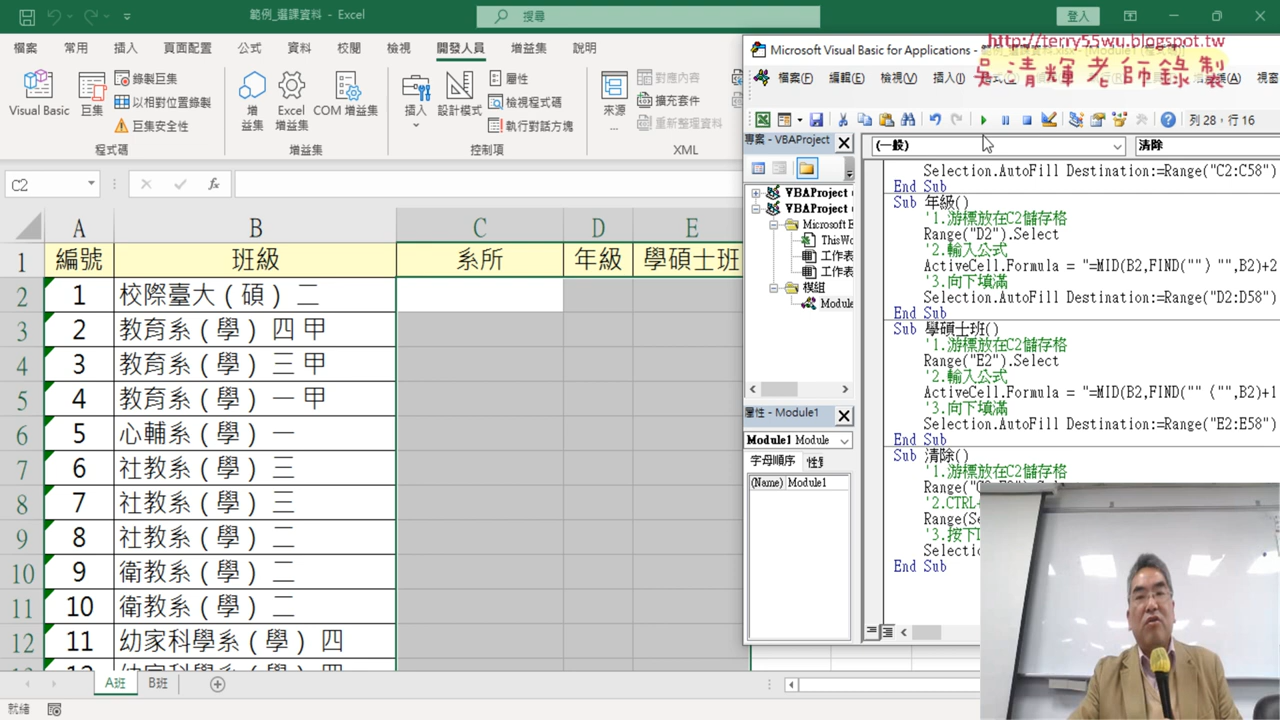 範例_選課資料 - Excel
搜尋
登入
檔案 常用 插入 頁面配置 公式 資料 校閱 檢視 開發人員 增益集 說明
Visual Basic
巨集
錄製巨集
以相對位置錄製
巨集安全性
程式碼
增
益集
Excel
增益集
COM 增益集
增益集
插入
設計模式
屬性
檢視程式碼
執行對話方塊
控制項
來源
...
對應內容
擴充套件
重新整理資料
XML
C2
fx
A B C D E
1 編號 班級 系所 年級 學碩士班
2 1 校際臺大(碩) 二
3 2 教育系(學) 四 甲
4 3 教育系(學) 三 甲
5 4 教育系(學) 一 甲
6 5 心輔系(學) 一
7 6 社教系(學) 三
8 7 社教系(學) 三
9 8 社教系(學) 二
10 9 衛教系(學) 二
11 10 衛教系(學) 二
12 11 幼家科學系(學) 四
A班 B班
就緒
http://terry55wu.blogspot.tw
吳清輝老師錄製
Microsoft Visual Basic for Applications -
檔案(F) 編輯(E) 檢視(V) 插入(I)
列 28，行 16
專案 - VBAProject
VBAProject
VBAProject
Microsoft E
ThisWo
工作表
工作表
模組
Module
屬性 - Module1
Module1 Module
字母順序
(Name) Module1
(一般) 清除
Selection.AutoFill Destination:=Range("C2:C58")
End Sub
Sub 年級()
'1.游標放在C2儲存格
Range("D2").Select
'2.輸入公式
ActiveCell.Formula = "=MID(B2,FIND("") "",B2)+2
'3.向下填滿
Selection.AutoFill Destination:=Range("D2:D58")
End Sub
Sub 學碩士班()
'1.游標放在C2儲存格
Range("E2").Select
'2.輸入公式
ActiveCell.Formula = "=MID(B2,FIND("" ("",B2)+1
'3.向下填滿
Selection.AutoFill Destination:=Range("E2:E58")
End Sub
Sub 清除()
'1.游標放在C2儲存格
Range("
'2.CTRL
Range(Se
'3.按下
Selectio
End Sub